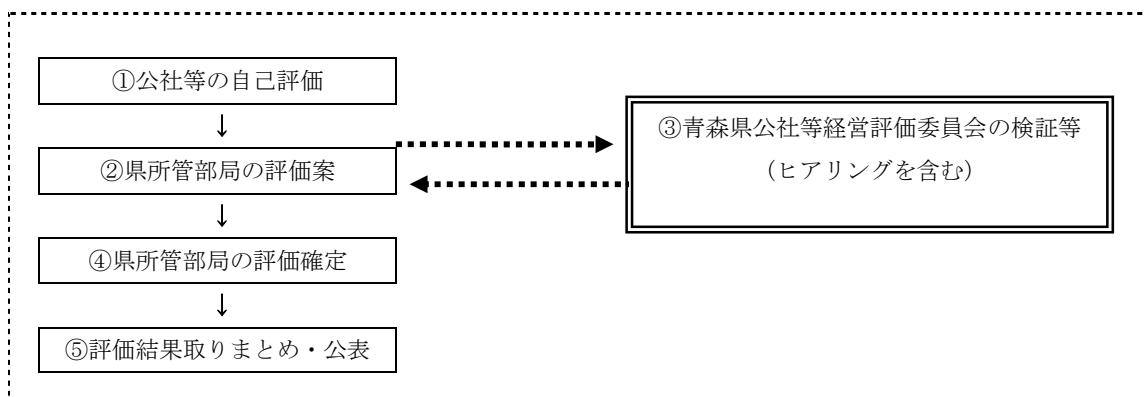 ①公社等の自己評価
↓
②県所管部局の評価案
③青森県公社等経営評価委員会の検証等
（ヒアリングを含む）
↓
④県所管部局の評価確定
↓
⑤評価結果取りまとめ・公表